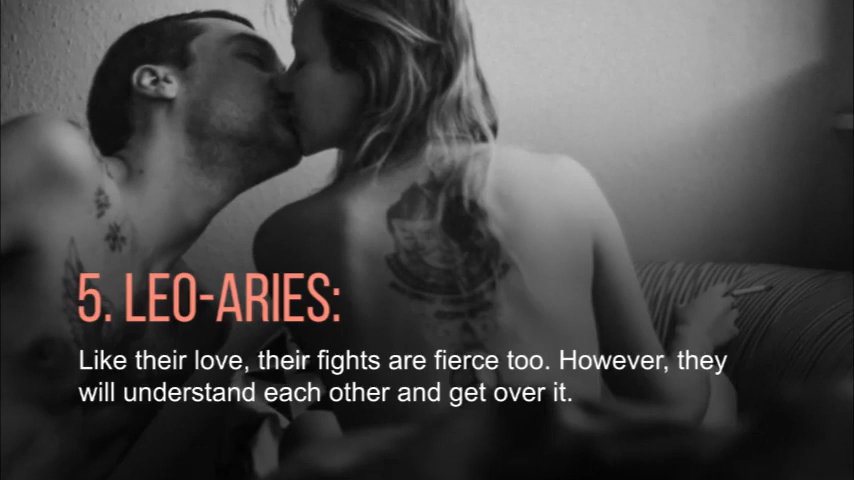 5. LEO-ARIES:
Like their love, their fights are fierce too. However, they
will understand each other and get over it.